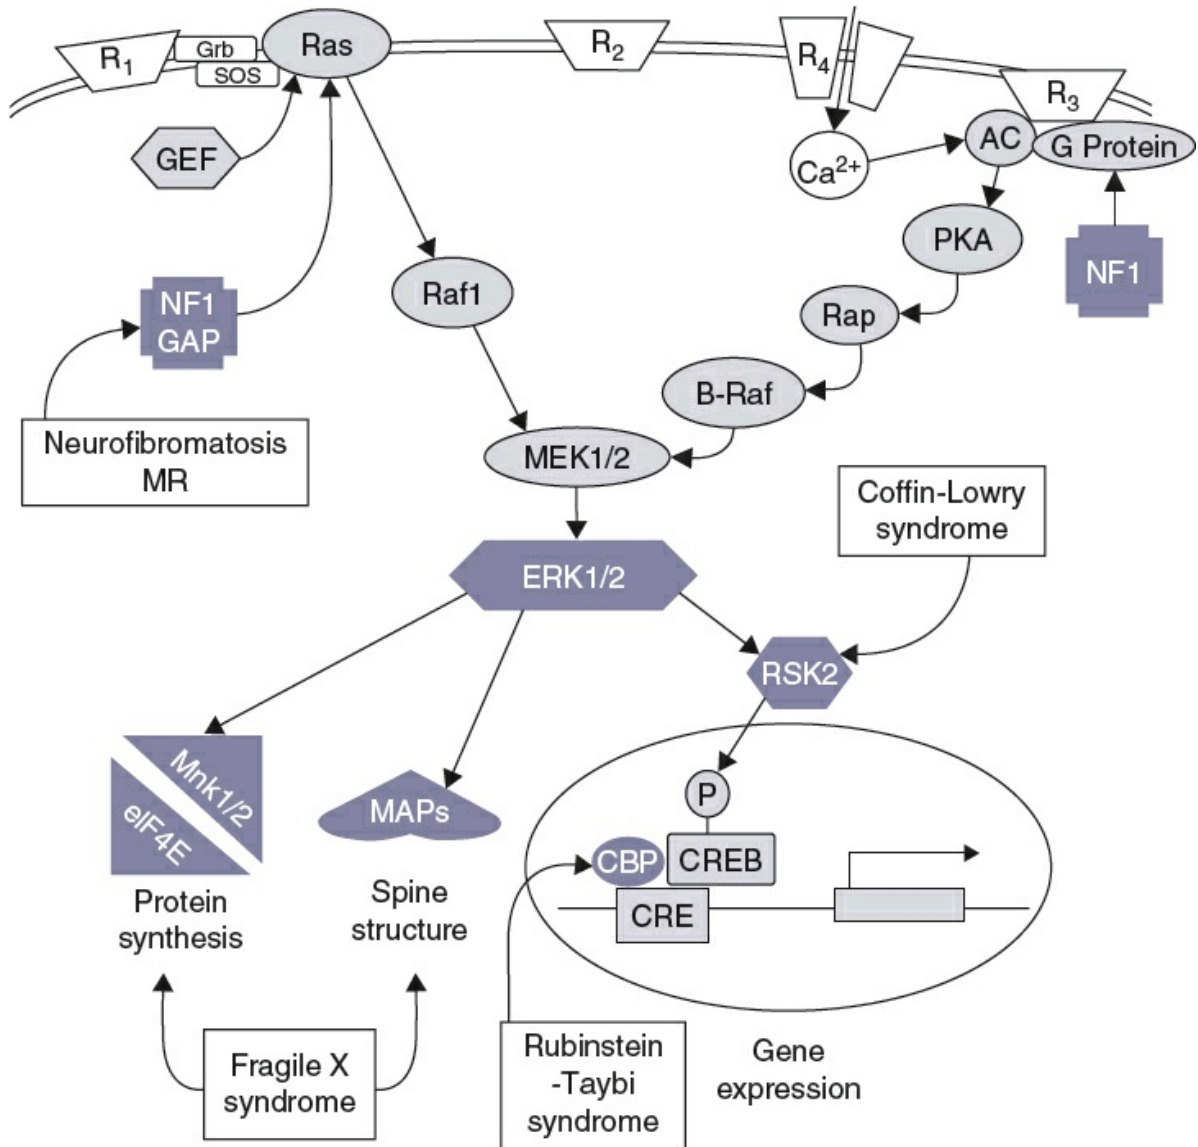 R1
Grb
SOS
Ras
R2
R4
R3
GEF
Ca2+
AC
G Protein
PKA
NF1
NF1
GAP
Raf1
Rap
B-Raf
Neurofibromatosis
MR
MEK1/2
Coffin-Lowry
syndrome
ERK1/2
RSK2
Mnk1/2
eIF4E
MAPs
P
CBP
CREB
CRE
Protein
synthesis
Spine
structure
Fragile X
syndrome
Rubinstein
-Taybi
syndrome
Gene
expression